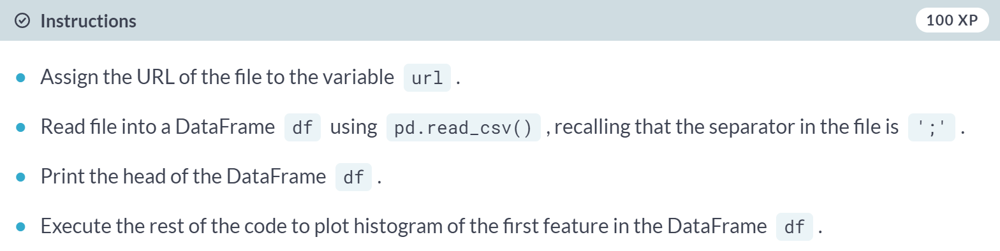 Instructions 100 XP
Assign the URL of the file to the variable url .
Read file into a DataFrame df using pd.read_csv() , recalling that the separator in the file is ';' .
Print the head of the DataFrame df .
Execute the rest of the code to plot histogram of the first feature in the DataFrame df .